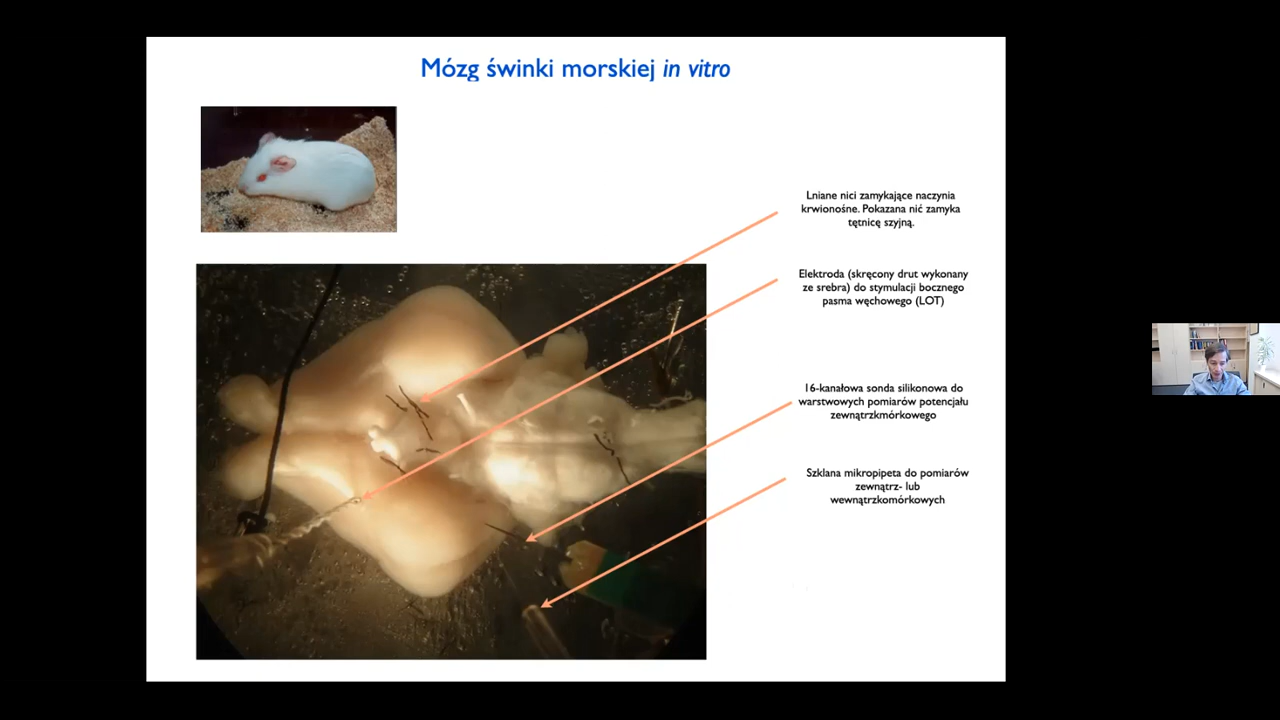 Mózg świnki morskiej in vitro
Lniane nici zamykające naczynia
krwionośne. Pokazana nić zamyka
tętnicę szyjną.
Elektroda (skręcony drut wykonany
ze srebra) do stymulacji bocznego
pasma węchowego (LOT)
16-kanałowa sonda silikonowa do
warstwowych pomiarów potencjału
zewnątrzkmórkowego
Szklana mikropipeta do pomiarów
zewnątrz- lub
wewnątrzkomórkowych